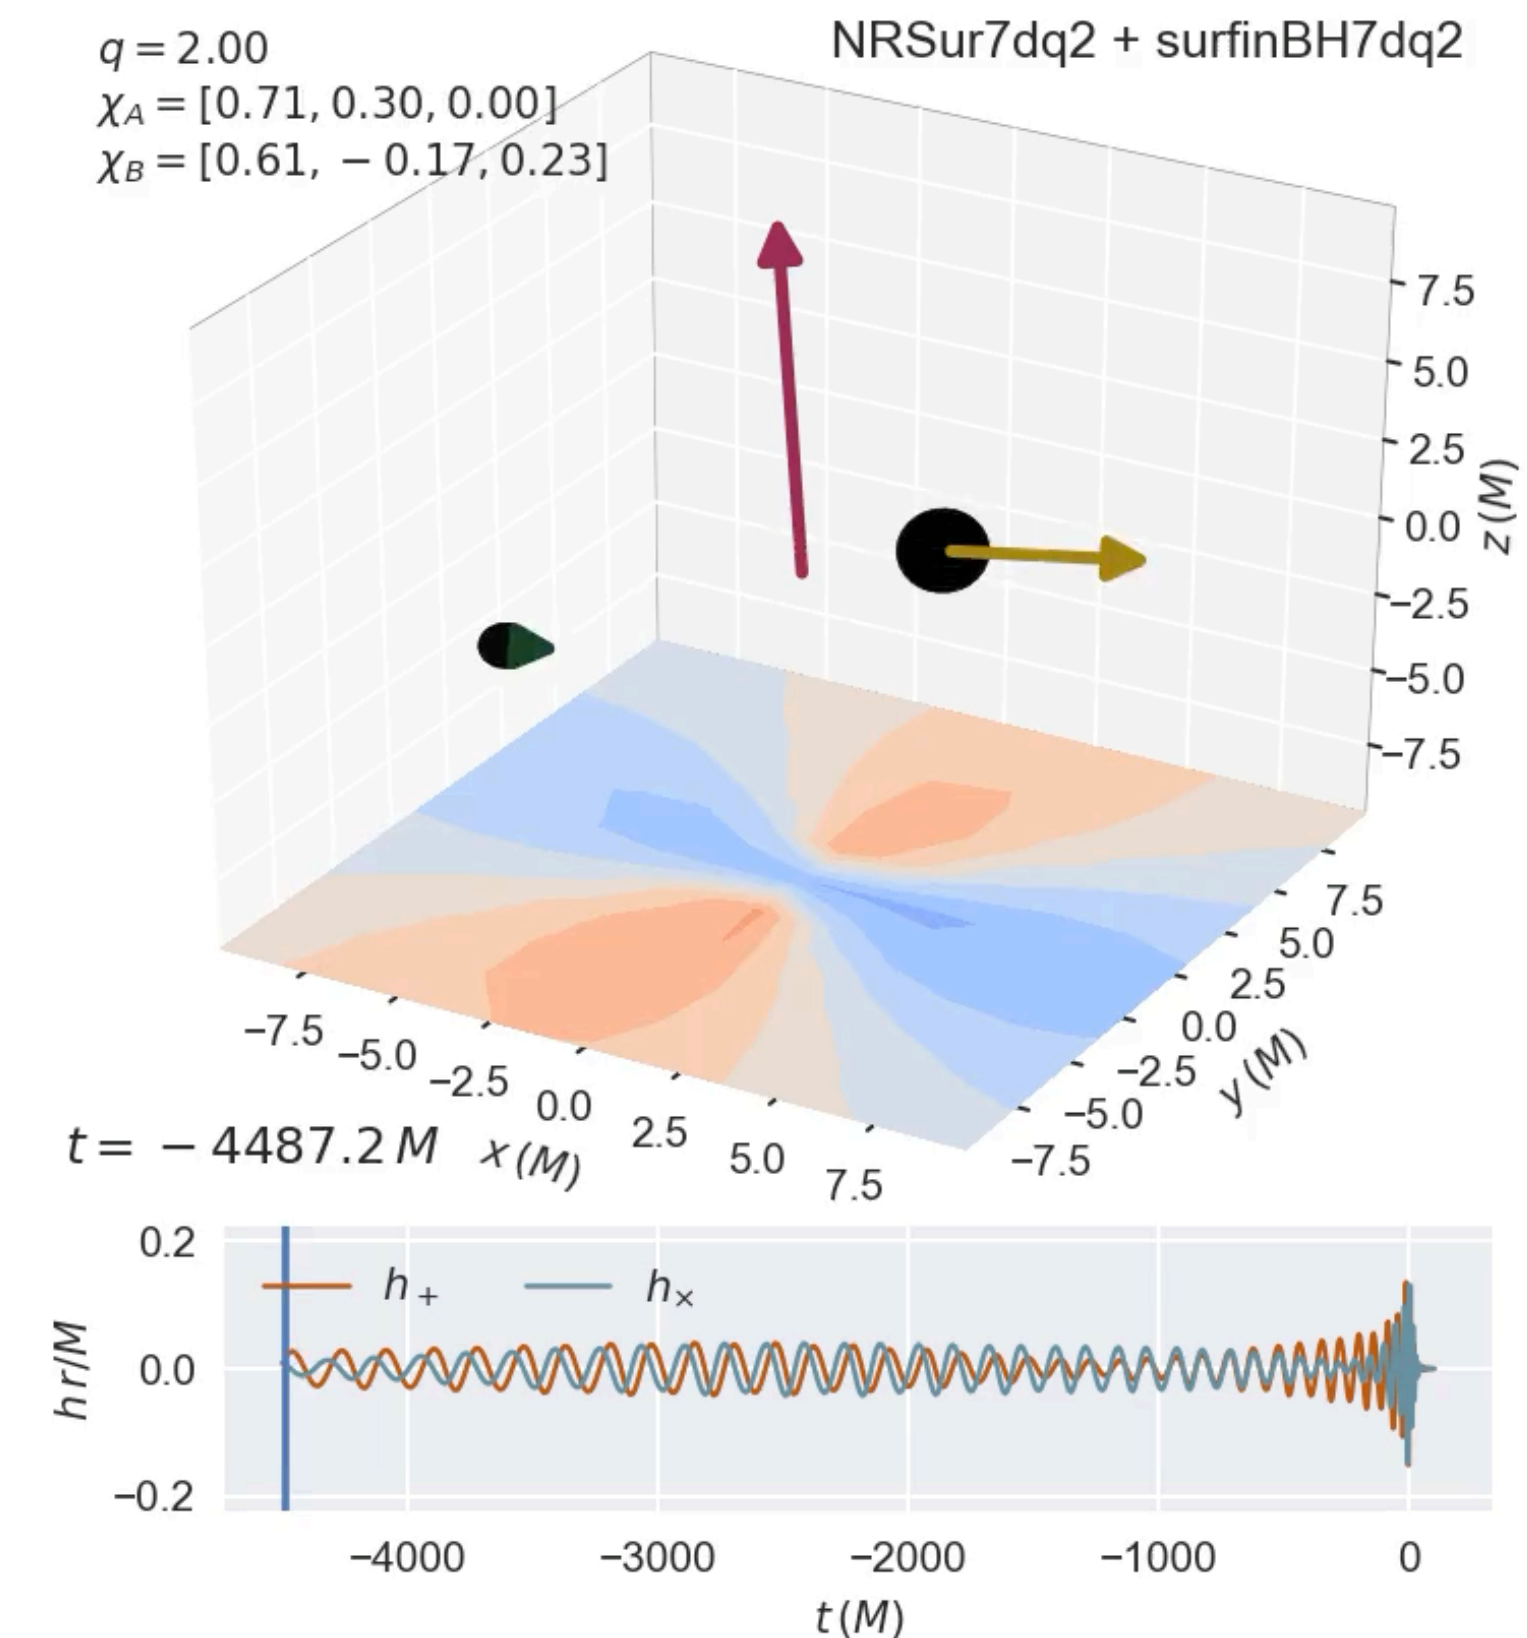 NRSur7dq2 + surfinBH7dq2
q = 2.00
χ_A = [0.71, 0.30, 0.00]
χ_B = [0.61, −0.17, 0.23]
7.5
5.0
2.5
0.0
−2.5
−5.0
−7.5
z (M)
−7.5
−5.0
−2.5
0.0
2.5
5.0
7.5
x (M)
7.5
5.0
2.5
0.0
−2.5
−5.0
−7.5
y (M)
t = −4487.2 M
0.2
0.0
−0.2
h r/M
h₊
hₓ
−4000
−3000
−2000
−1000
0
t (M)